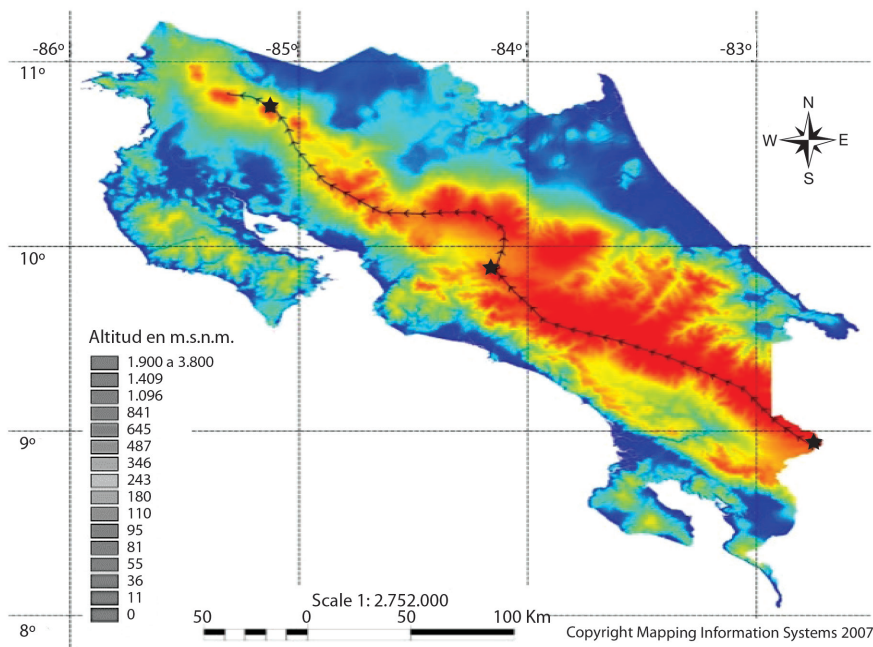 -86º
-85º
-84º
-83º
11º
N
W
E
S
10º
Altitud en m.s.n.m.
1.900 a 3.800
1.409
1.096
841
645
487
346
243
180
110
95
81
55
36
11
0
9º
8º
Scale 1: 2.752.000
50 0 50 100 Km
Copyright Mapping Information Systems 2007